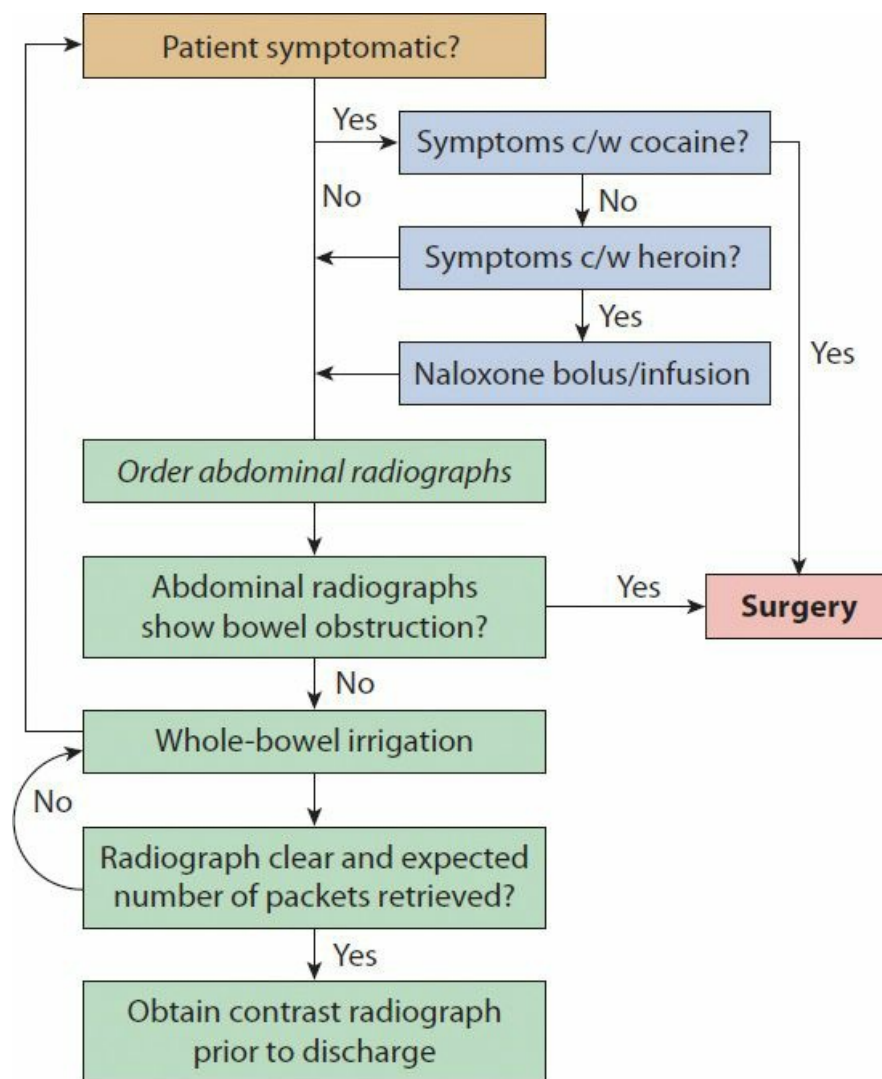 Patient symptomatic?
Yes
Symptoms c/w cocaine?
No
No
Symptoms c/w heroin?
Yes
Yes
Naloxone bolus/infusion
Order abdominal radiographs
Abdominal radiographs
show bowel obstruction?
Yes
Surgery
No
Whole-bowel irrigation
No
Radiograph clear and expected
number of packets retrieved?
Yes
Obtain contrast radiograph
prior to discharge